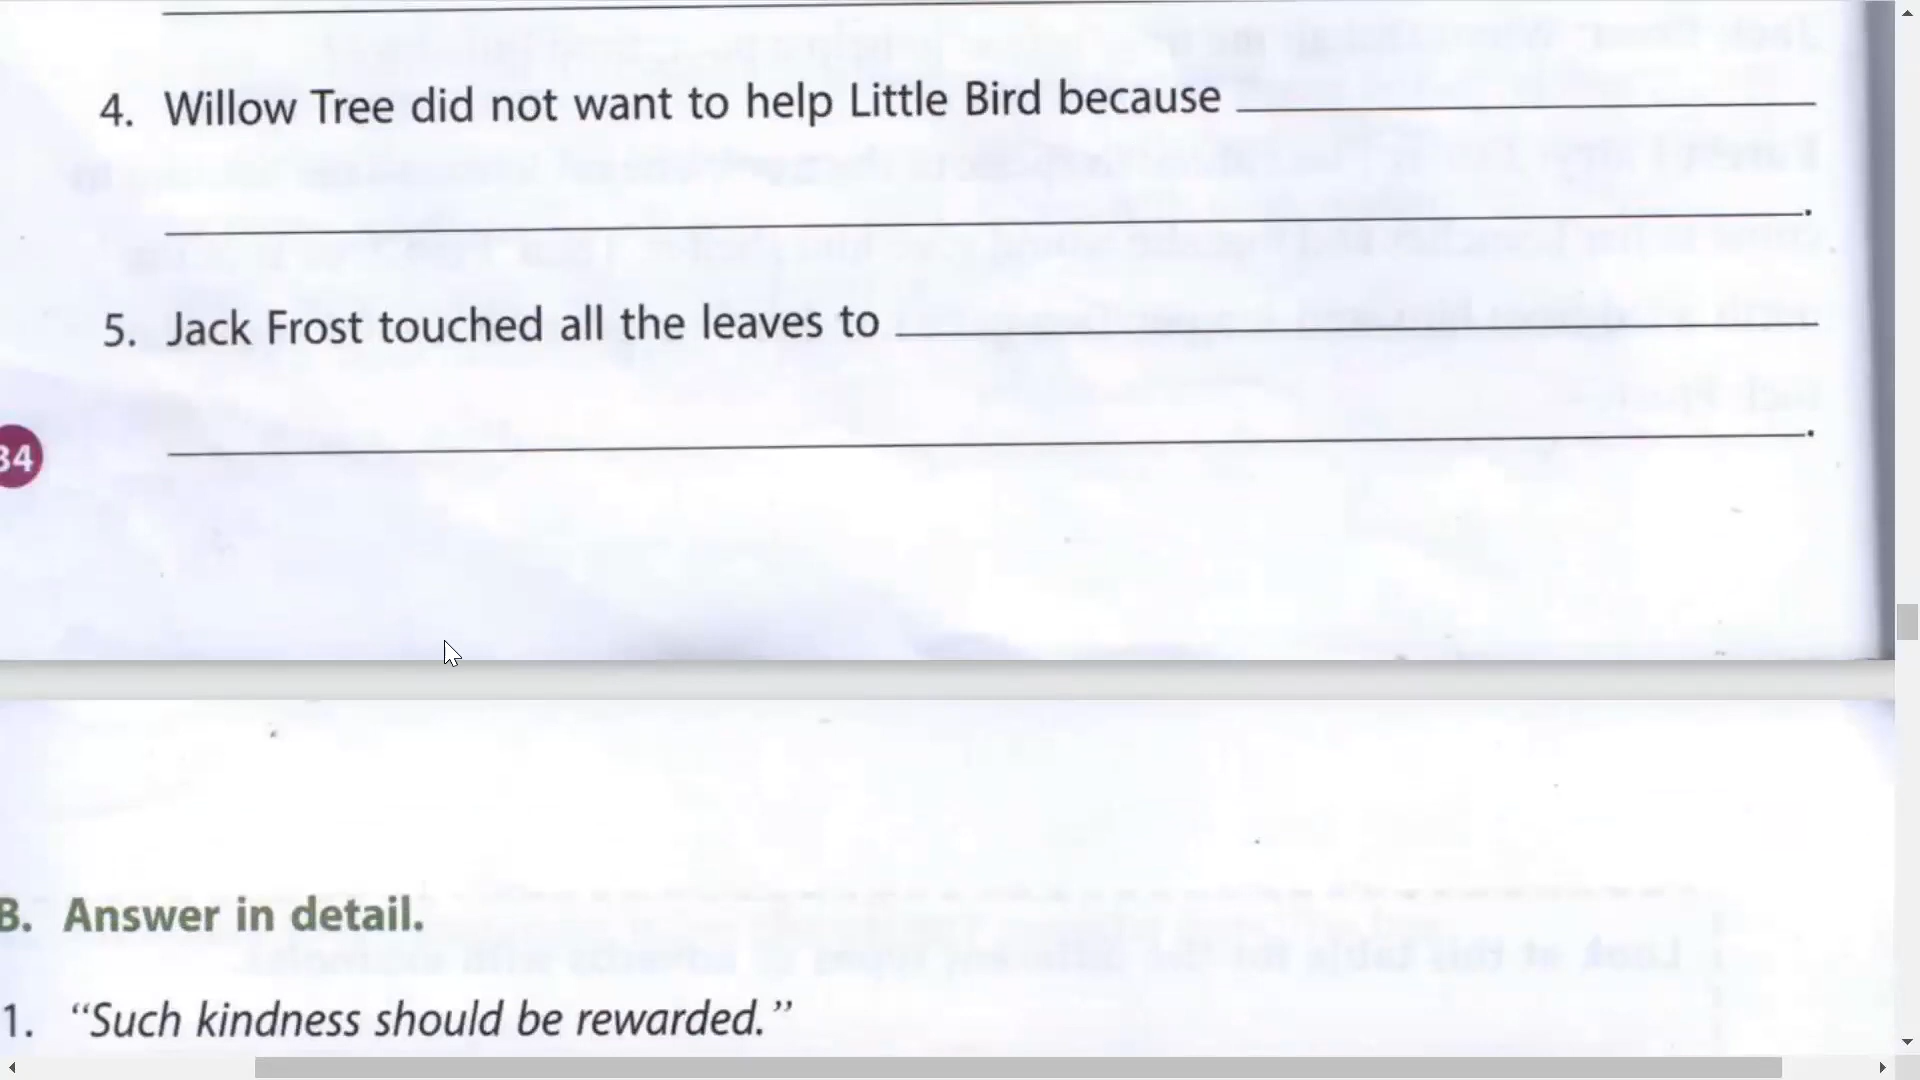 4. Willow Tree did not want to help Little Bird because
.
5. Jack Frost touched all the leaves to
.
34
B. Answer in detail.
1. “Such kindness should be rewarded.”